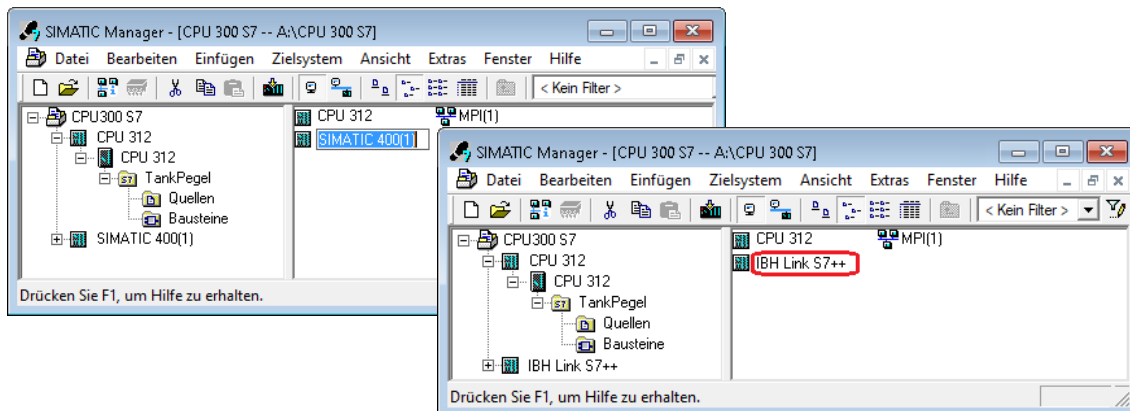 SIMATIC Manager - [CPU 300 S7 -- A:\CPU 300 S7]
Datei Bearbeiten Einfügen Zielsystem Ansicht Extras Fenster Hilfe
< Kein Filter >
CPU300 S7
CPU 312
CPU 312
S7 TankPegel
Quellen
Bausteine
SIMATIC 400(1)
CPU 312 MPI(1)
SIMATIC 400(1)
Drücken Sie F1, um Hilfe zu erhalten.
SIMATIC Manager - [CPU 300 S7 -- A:\CPU 300 S7]
Datei Bearbeiten Einfügen Zielsystem Ansicht Extras Fenster Hilfe
< Kein Filter >
CPU300 S7
CPU 312
CPU 312
S7 TankPegel
Quellen
Bausteine
IBH Link S7++
CPU 312 MPI(1)
IBH Link S7++
Drücken Sie F1, um Hilfe zu erhalten.